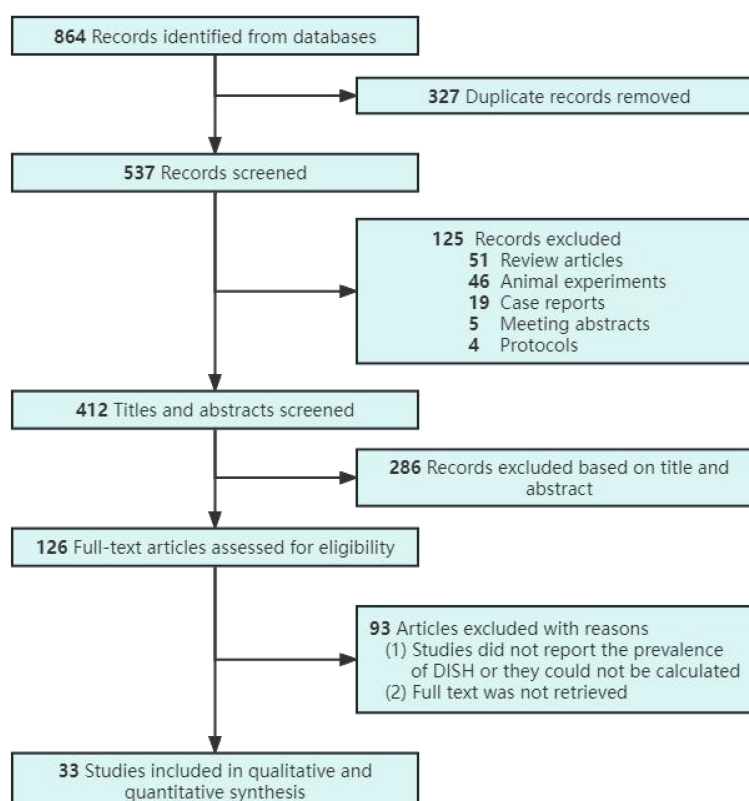 864 Records identified from databases
327 Duplicate records removed
537 Records screened
125 Records excluded
51 Review articles
46 Animal experiments
19 Case reports
5 Meeting abstracts
4 Protocols
412 Titles and abstracts screened
286 Records excluded based on title and
abstract
126 Full-text articles assessed for eligibility
93 Articles excluded with reasons
(1) Studies did not report the prevalence
of DISH or they could not be calculated
(2) Full text was not retrieved
33 Studies included in qualitative and
quantitative synthesis